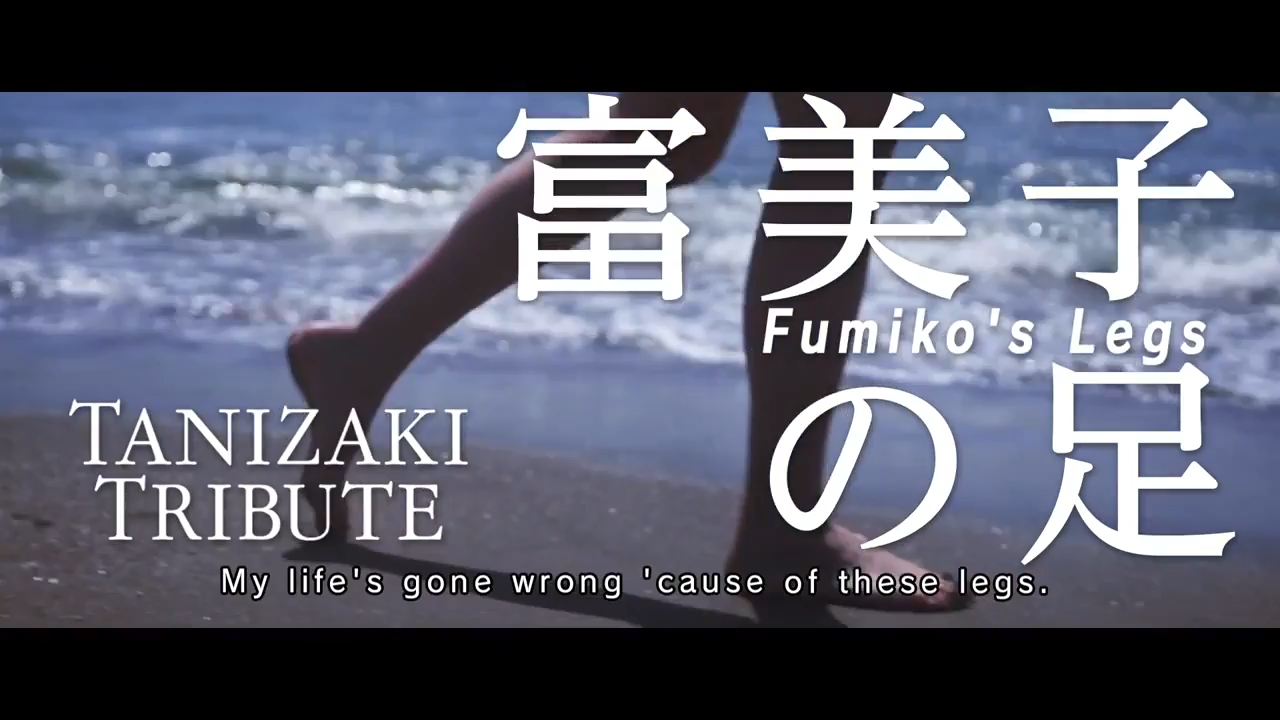 富美子
Fumiko's Legs
の足
TANIZAKI
TRIBUTE
My life's gone wrong 'cause of these legs.